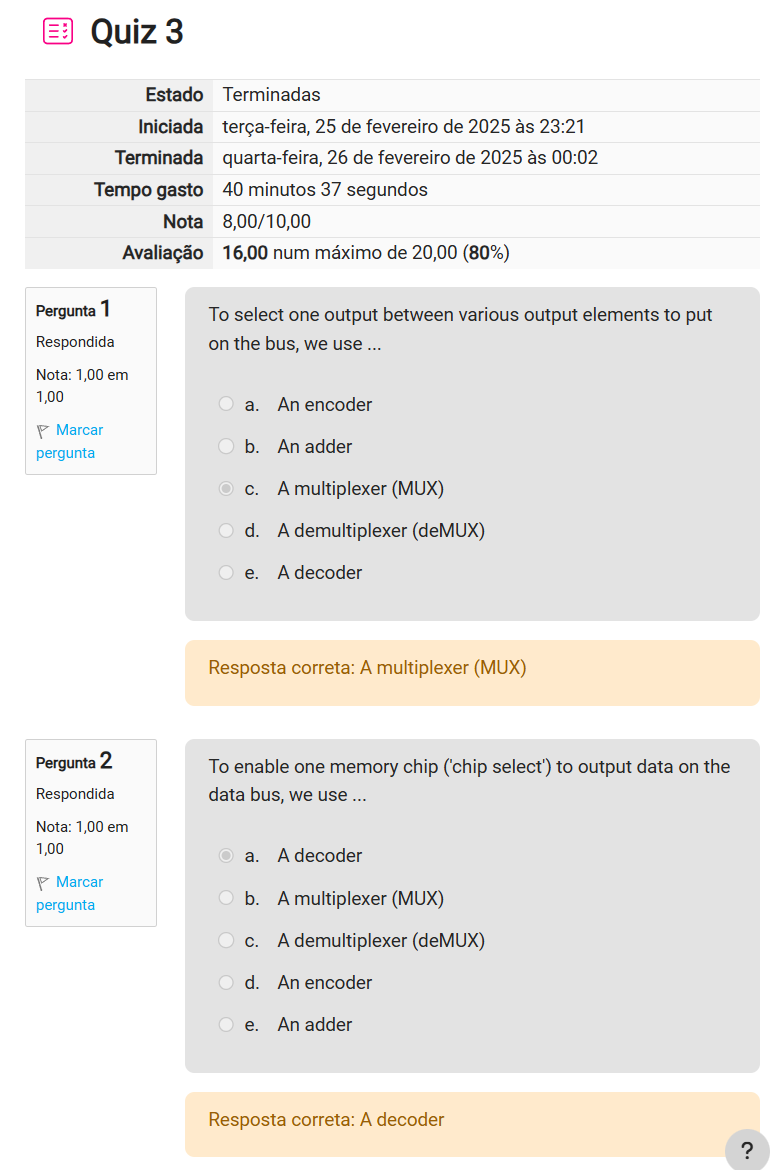 Quiz 3
Estado Terminadas
Iniciada terça-feira, 25 de fevereiro de 2025 às 23:21
Terminada quarta-feira, 26 de fevereiro de 2025 às 00:02
Tempo gasto 40 minutos 37 segundos
Nota 8,00/10,00
Avaliação 16,00 num máximo de 20,00 (80%)
Pergunta 1
Respondida
Nota: 1,00 em
1,00
Marcar
pergunta
To select one output between various output elements to put
on the bus, we use ...
a. An encoder
b. An adder
c. A multiplexer (MUX)
d. A demultiplexer (deMUX)
e. A decoder
Resposta correta: A multiplexer (MUX)
Pergunta 2
Respondida
Nota: 1,00 em
1,00
Marcar
pergunta
To enable one memory chip ('chip select') to output data on the
data bus, we use ...
a. A decoder
b. A multiplexer (MUX)
c. A demultiplexer (deMUX)
d. An encoder
e. An adder
Resposta correta: A decoder
?